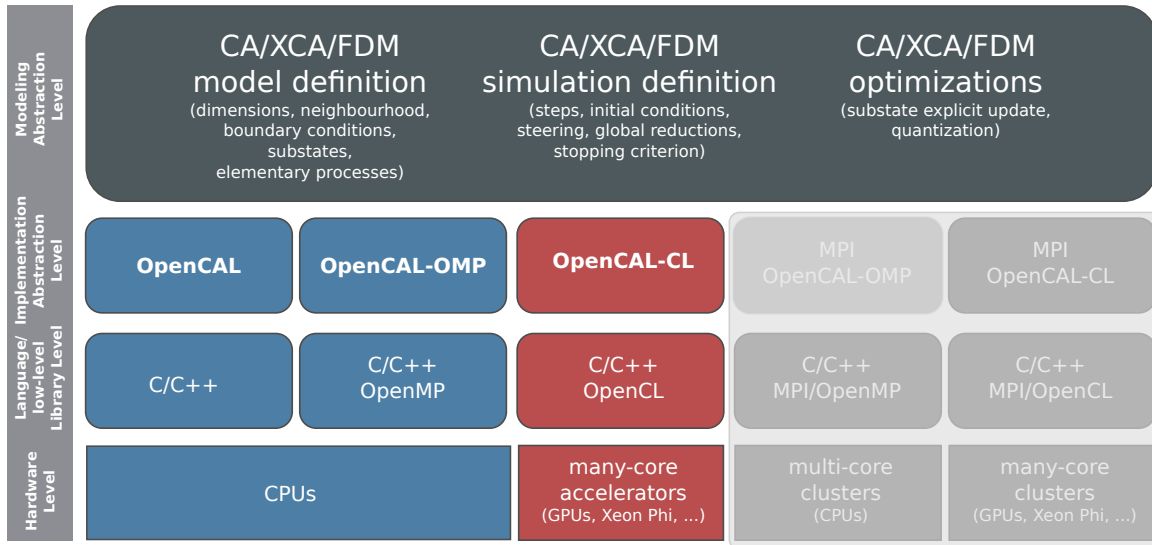 Modeling
Abstraction
Level
CA/XCA/FDM
model definition
(dimensions, neighbourhood,
boundary conditions,
substates,
elementary processes)
CA/XCA/FDM
simulation definition
(steps, initial conditions,
steering, global reductions,
stopping criterion)
CA/XCA/FDM
optimizations
(substate explicit update,
quantization)
Implementation
Abstraction
Level
OpenCAL
OpenCAL-OMP
OpenCAL-CL
MPI
OpenCAL-OMP
MPI
OpenCAL-CL
Language/
low-level
Library Level
C/C++
C/C++
OpenMP
C/C++
OpenCL
C/C++
MPI/OpenMP
C/C++
MPI/OpenCL
Hardware
Level
CPUs
many-core
accelerators
(GPUs, Xeon Phi, ...)
multi-core
clusters
(CPUs)
many-core
clusters
(GPUs, Xeon Phi, ...)